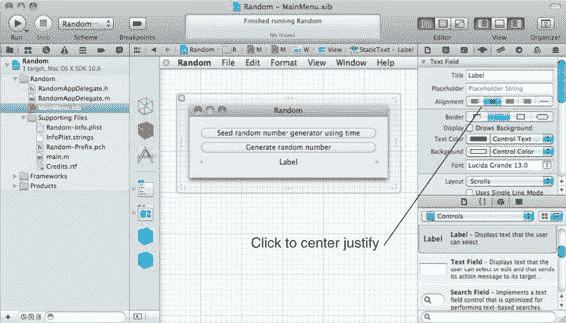 Random – MainMenu.xib
Run
Stop
Random...
Scheme
Breakpoints
Finished running Random
No Issues
Editor
View
Organizer
Random
M...
M...
StaticText – Label
Random
1 target, Mac OS X SDK 10.6
Random
RandomAppDelegate.h
RandomAppDelegate.m
MainMenu.xib
Supporting Files
Random-Info.plist
InfoPlist.strings
Random-Prefix.pch
main.m
Credits.rtf
Frameworks
Products
Random File Edit Format View Window Help
Random
Seed random number generator using time
Generate random number
Label
Click to center justify
Text Field
Title Label
Placeholder Placeholder String
Alignment
Border
Display Draws Background
Text Color Control Text ...
Background Control Color
Font Lucida Grande 13.0
Layout Scrolls
Uses Single Line Mode
Controls
Label Label – Displays text that the user can select
Text Field – Displays text that the user can select or edit and that sends its action message to its target...
Search Field – Implements a text field control that is optimized for performing text-based searches.